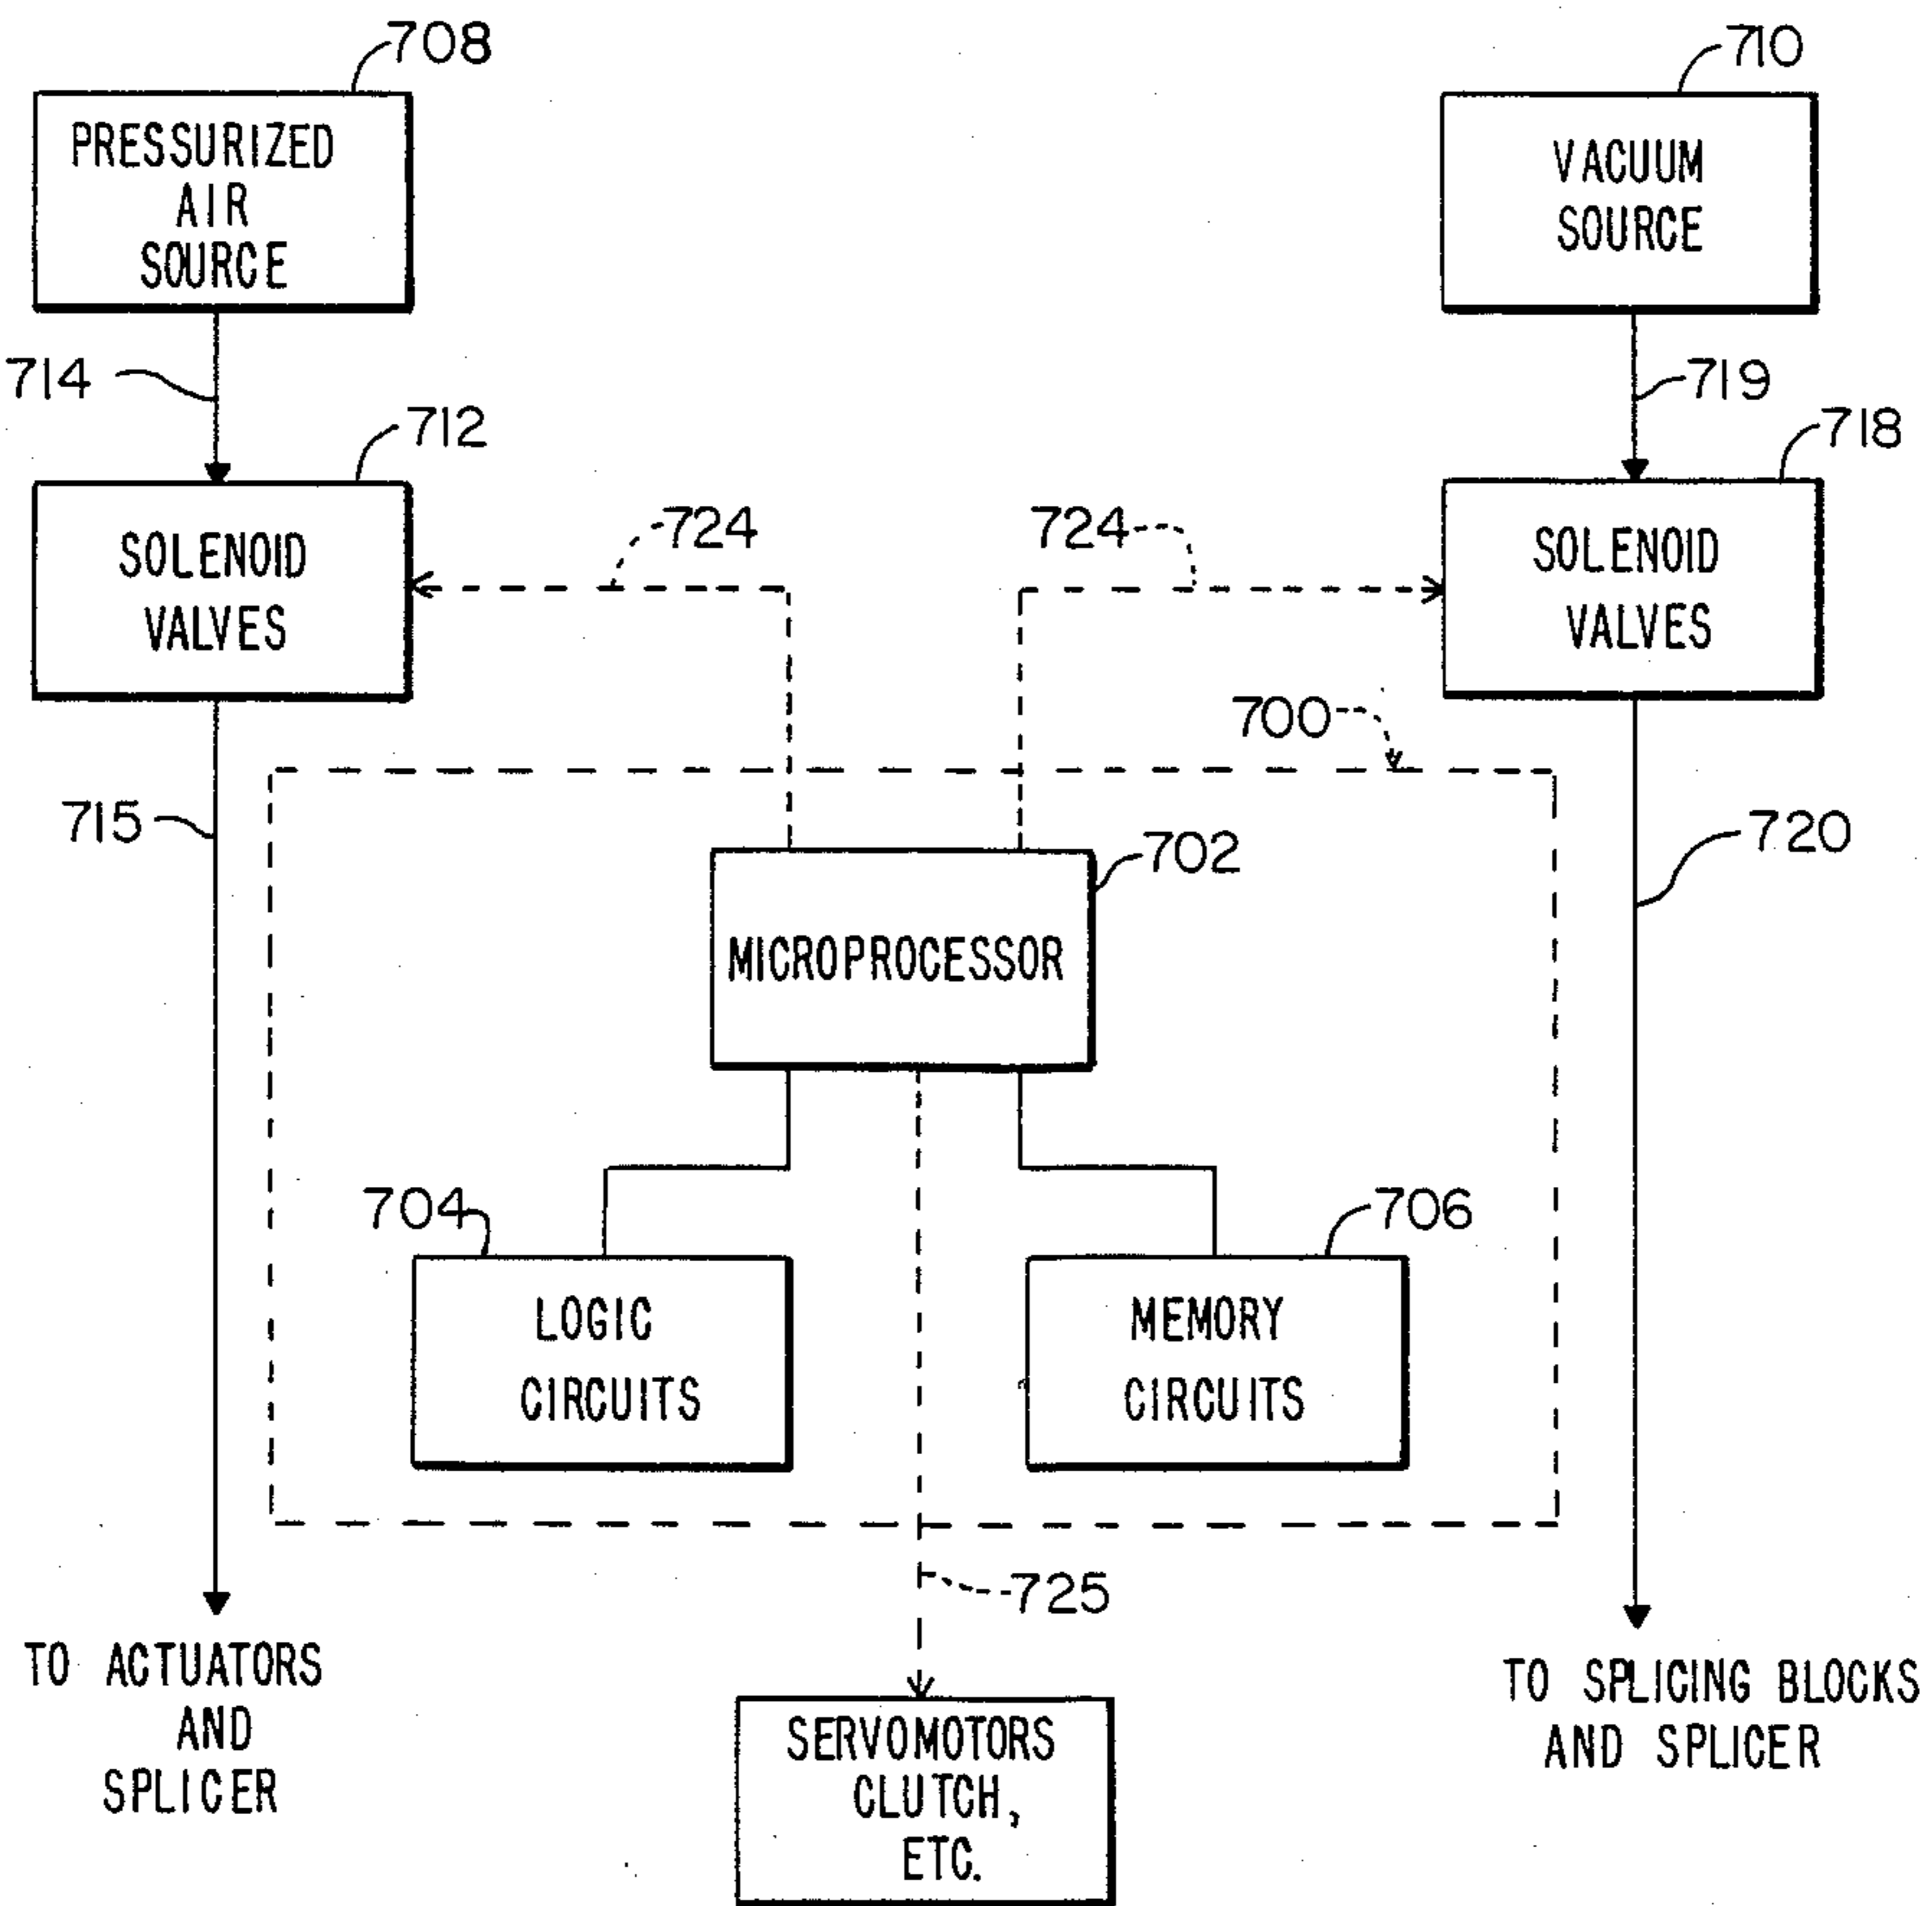 708
710
PRESSURIZED
AIR
SOURCE
VACUUM
SOURCE
714
719
712
718
SOLENOID
VALVES
724
724
SOLENOID
VALVES
700
715
702
720
MICROPROCESSOR
704
706
LOGIC
CIRCUITS
MEMORY
CIRCUITS
725
TO ACTUATORS
AND
SPLICER
SERVOMOTORS
CLUTCH,
ETC.
TO SPLICING BLOCKS
AND SPLICER